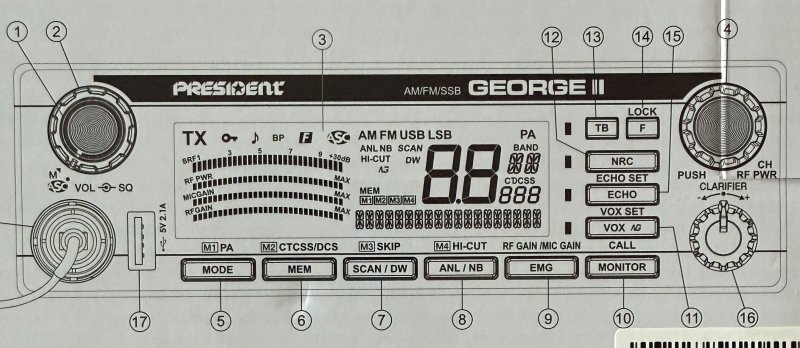 1 2 3 12 13 14 15 4
PRESIDENT AM/FM/SSB GEORGE II
LOCK
TB F
TX BP F ASC AM FM USB LSB PA
SRF 1 3 5 7 9 +30dB
ANL NB SCAN BAND
HI-CUT DW
NG
RF PWR MAX
MIC GAIN MAX
RF GAIN MAX
8.8 88
CTCSS
888
MEM
M1 M2 M3 M4
NRC
ECHO SET
ECHO
VOX SET
VOX NG
PUSH CH
RF PWR
CLARIFIER
- +
M
ASC VOL SQ
5V 2.1A
M1 PA M2 CTCSS/DCS M3 SKIP M4 HI-CUT RF GAIN /MIC GAIN CALL
MODE MEM SCAN / DW ANL / NB EMG MONITOR
17 5 6 7 8 9 10 11 16